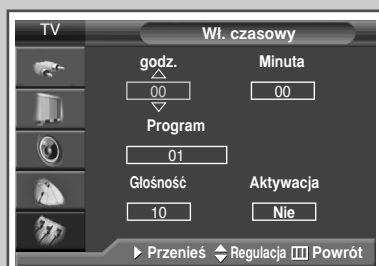 TV
Wł. czasowy
godz. Minuta
00 00
Program
01
Głośność Aktywacja
10 Nie
Przenieś Regulacja Powrót